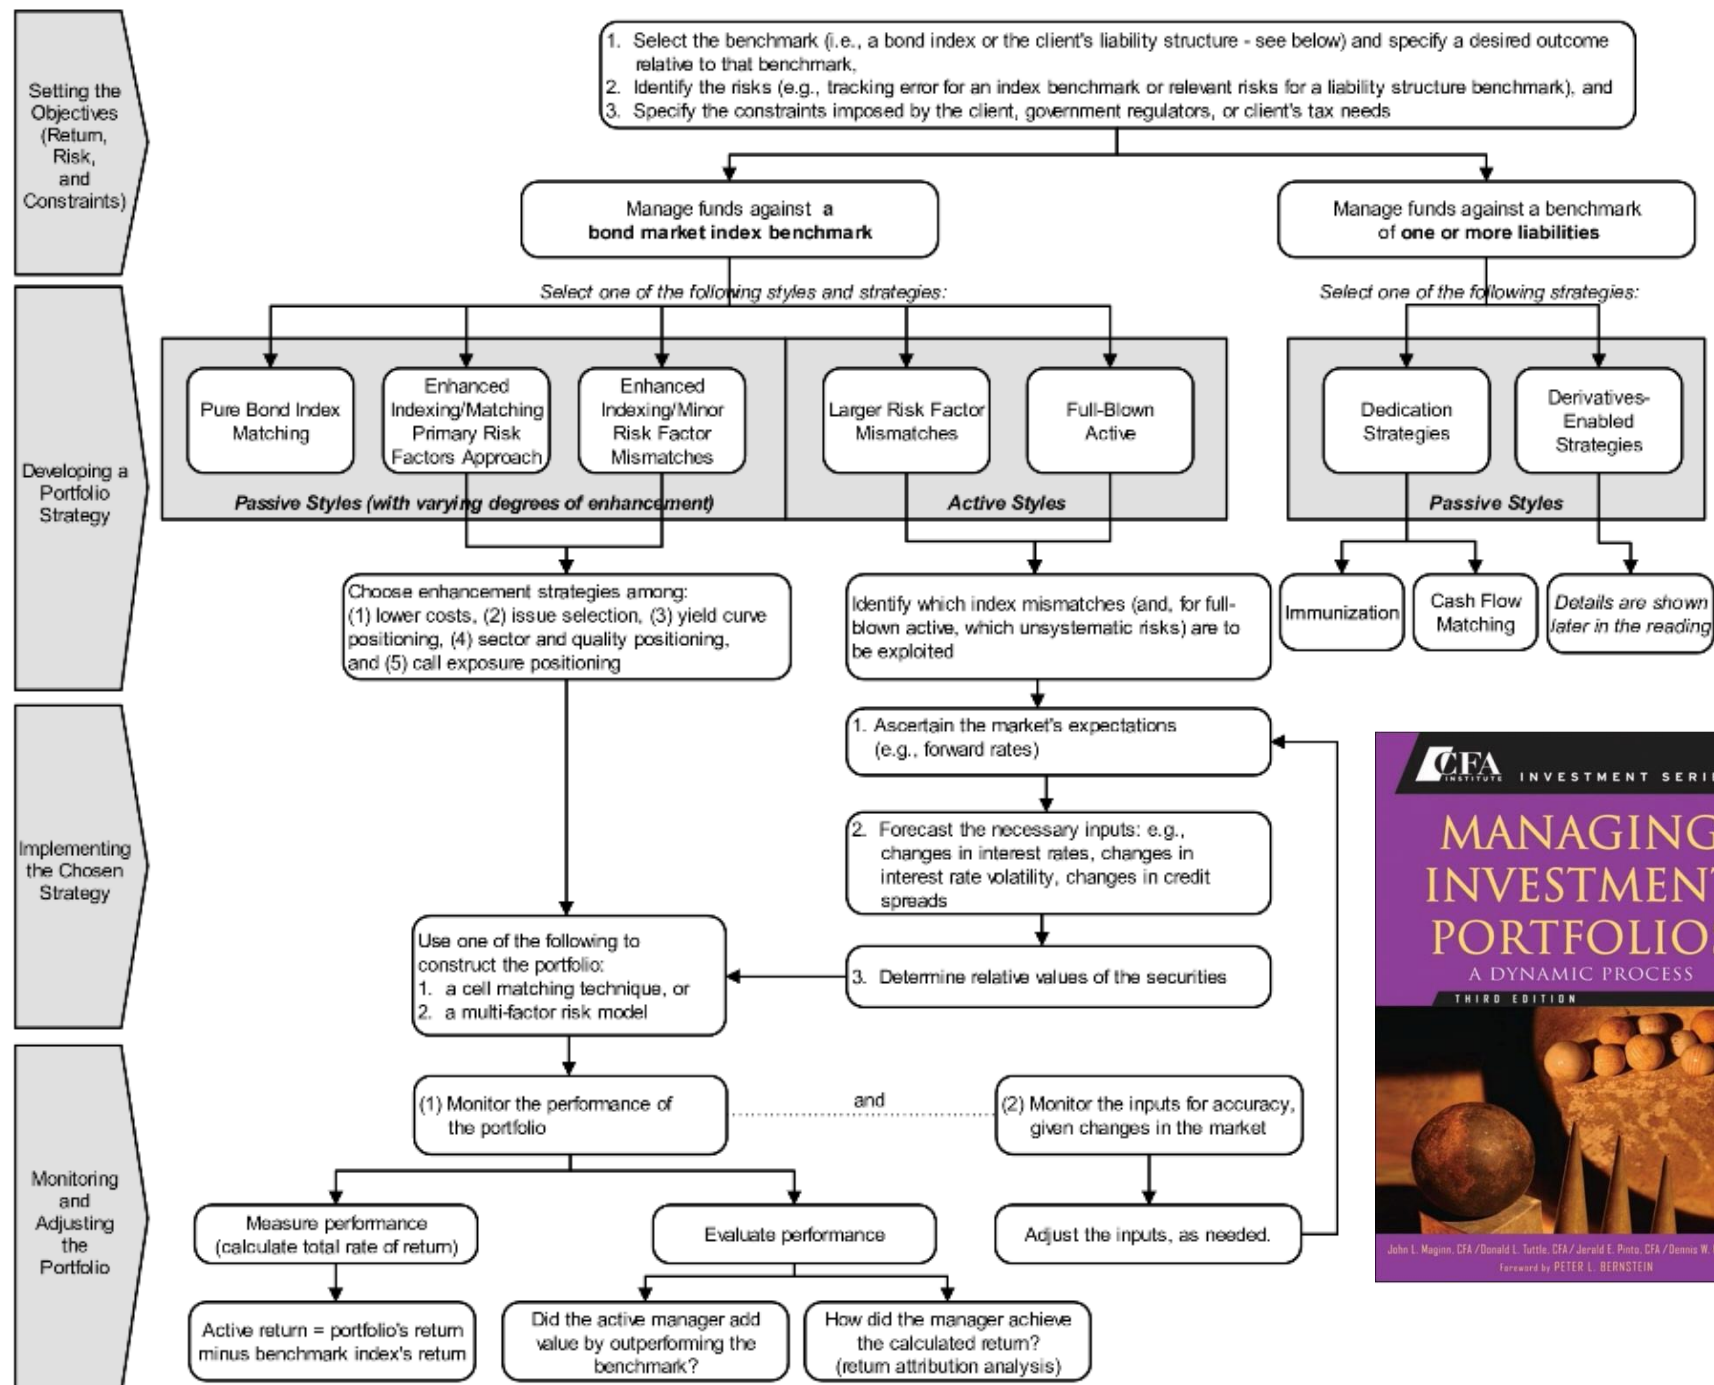 Setting the
Objectives
(Return,
Risk,
and
Constraints)
1. Select the benchmark (i.e., a bond index or the client's liability structure - see below) and specify a desired outcome
relative to that benchmark,
2. Identify the risks (e.g., tracking error for an index benchmark or relevant risks for a liability structure benchmark), and
3. Specify the constraints imposed by the client, government regulators, or client's tax needs
Manage funds against a
bond market index benchmark
Manage funds against a benchmark
of one or more liabilities
Developing a
Portfolio
Strategy
Select one of the following styles and strategies:
Select one of the following strategies:
Pure Bond Index
Matching
Enhanced
Indexing/Matching
Primary Risk
Factors Approach
Enhanced
Indexing/Minor
Risk Factor
Mismatches
Larger Risk Factor
Mismatches
Full-Blown
Active
Dedication
Strategies
Derivatives-
Enabled
Strategies
Passive Styles (with varying degrees of enhancement)
Active Styles
Passive Styles
Choose enhancement strategies among:
(1) lower costs, (2) issue selection, (3) yield curve
positioning, (4) sector and quality positioning,
and (5) call exposure positioning
Identify which index mismatches (and, for full-
blown active, which unsystematic risks) are to
be exploited
Immunization
Cash Flow
Matching
Details are shown
later in the reading
Implementing
the Chosen
Strategy
1. Ascertain the market's expectations
(e.g., forward rates)
2. Forecast the necessary inputs: e.g.,
changes in interest rates, changes in
interest rate volatility, changes in credit
spreads
3. Determine relative values of the securities
Use one of the following to
construct the portfolio:
1. a cell matching technique, or
2. a multi-factor risk model
Monitoring
and
Adjusting
the
Portfolio
(1) Monitor the performance of
the portfolio
and
(2) Monitor the inputs for accuracy,
given changes in the market
Measure performance
(calculate total rate of return)
Evaluate performance
Adjust the inputs, as needed.
Active return = portfolio's return
minus benchmark index's return
Did the active manager add
value by outperforming the
benchmark?
How did the manager achieve
the calculated return?
(return attribution analysis)
CFA
INSTITUTE
INVESTMENT SERI
MANAGING
INVESTMENT
PORTFOLIOS
A DYNAMIC PROCESS
THIRD EDITION
John L. Maginn, CFA / Donald L. Tuttle, CFA / Jerald E. Pinto, CFA / Dennis W.
Foreword by PETER L. BERNSTEIN